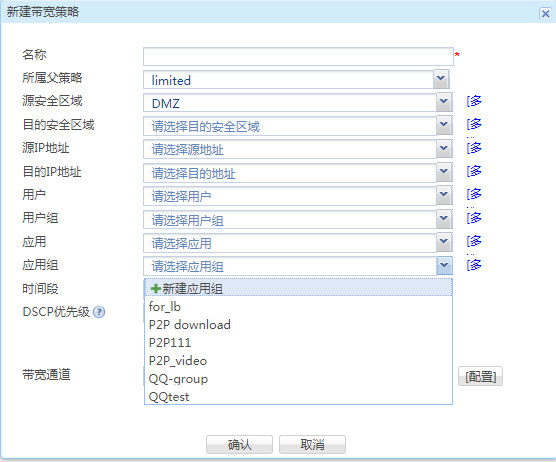 新建带宽策略
名称 *
所属父策略 limited
源安全区域 DMZ [多
目的安全区域 请选择目的安全区域 [多
源IP地址 请选择源地址 [多
目的IP地址 请选择目的地址 [多
用户 请选择用户 [多
用户组 请选择用户组 [多
应用 请选择应用 [多
应用组 请选择应用组 [多
时间段 新建应用组
for_lb
DSCP优先级 ?
P2P download
P2P111
P2P_video
带宽通道 QQ-group [配置]
QQtest
确认 取消